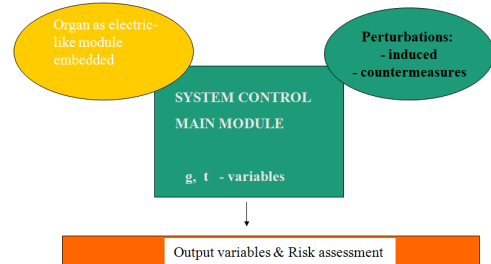 Organ as electric-
like module
embedded
Perturbations:
- induced
- countermeasures
SYSTEM CONTROL
MAIN MODULE
g, t - variables
Output variables & Risk assessment